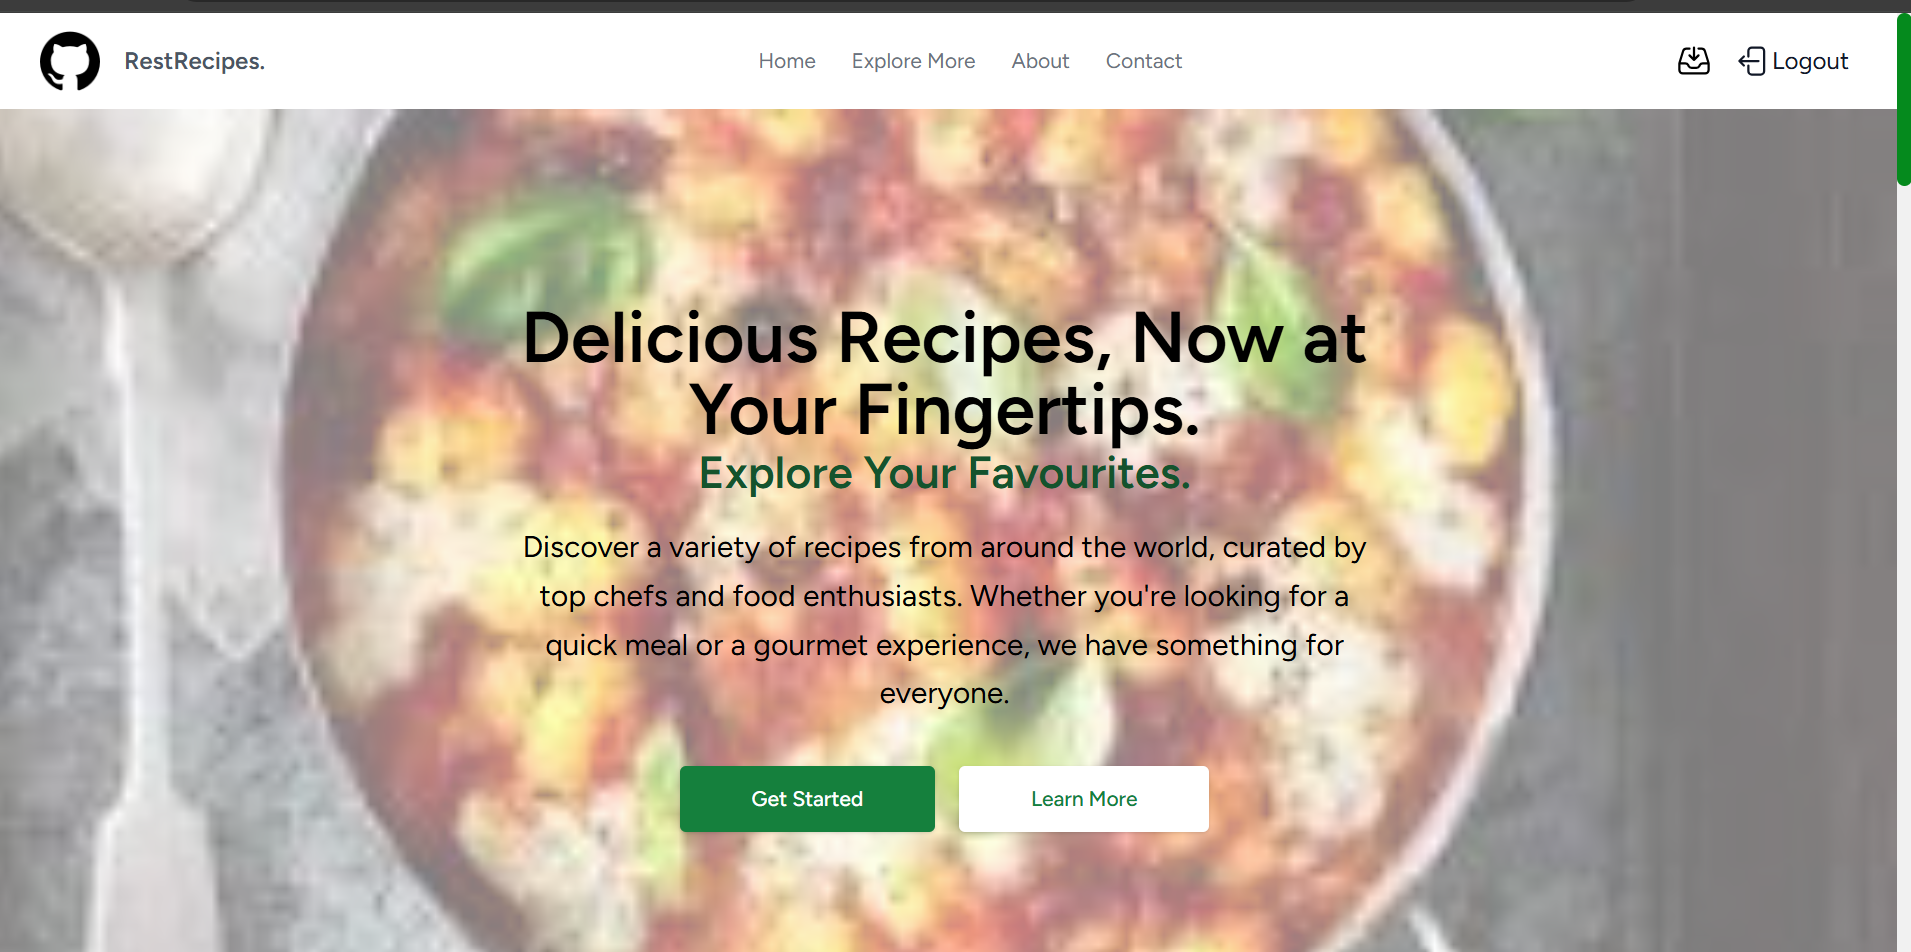 RestRecipes.
Home
Explore More
About
Contact
Logout
Delicious Recipes, Now at
Your Fingertips.
Explore Your Favourites.
Discover a variety of recipes from around the world, curated by
top chefs and food enthusiasts. Whether you're looking for a
quick meal or a gourmet experience, we have something for
everyone.
Get Started
Learn More